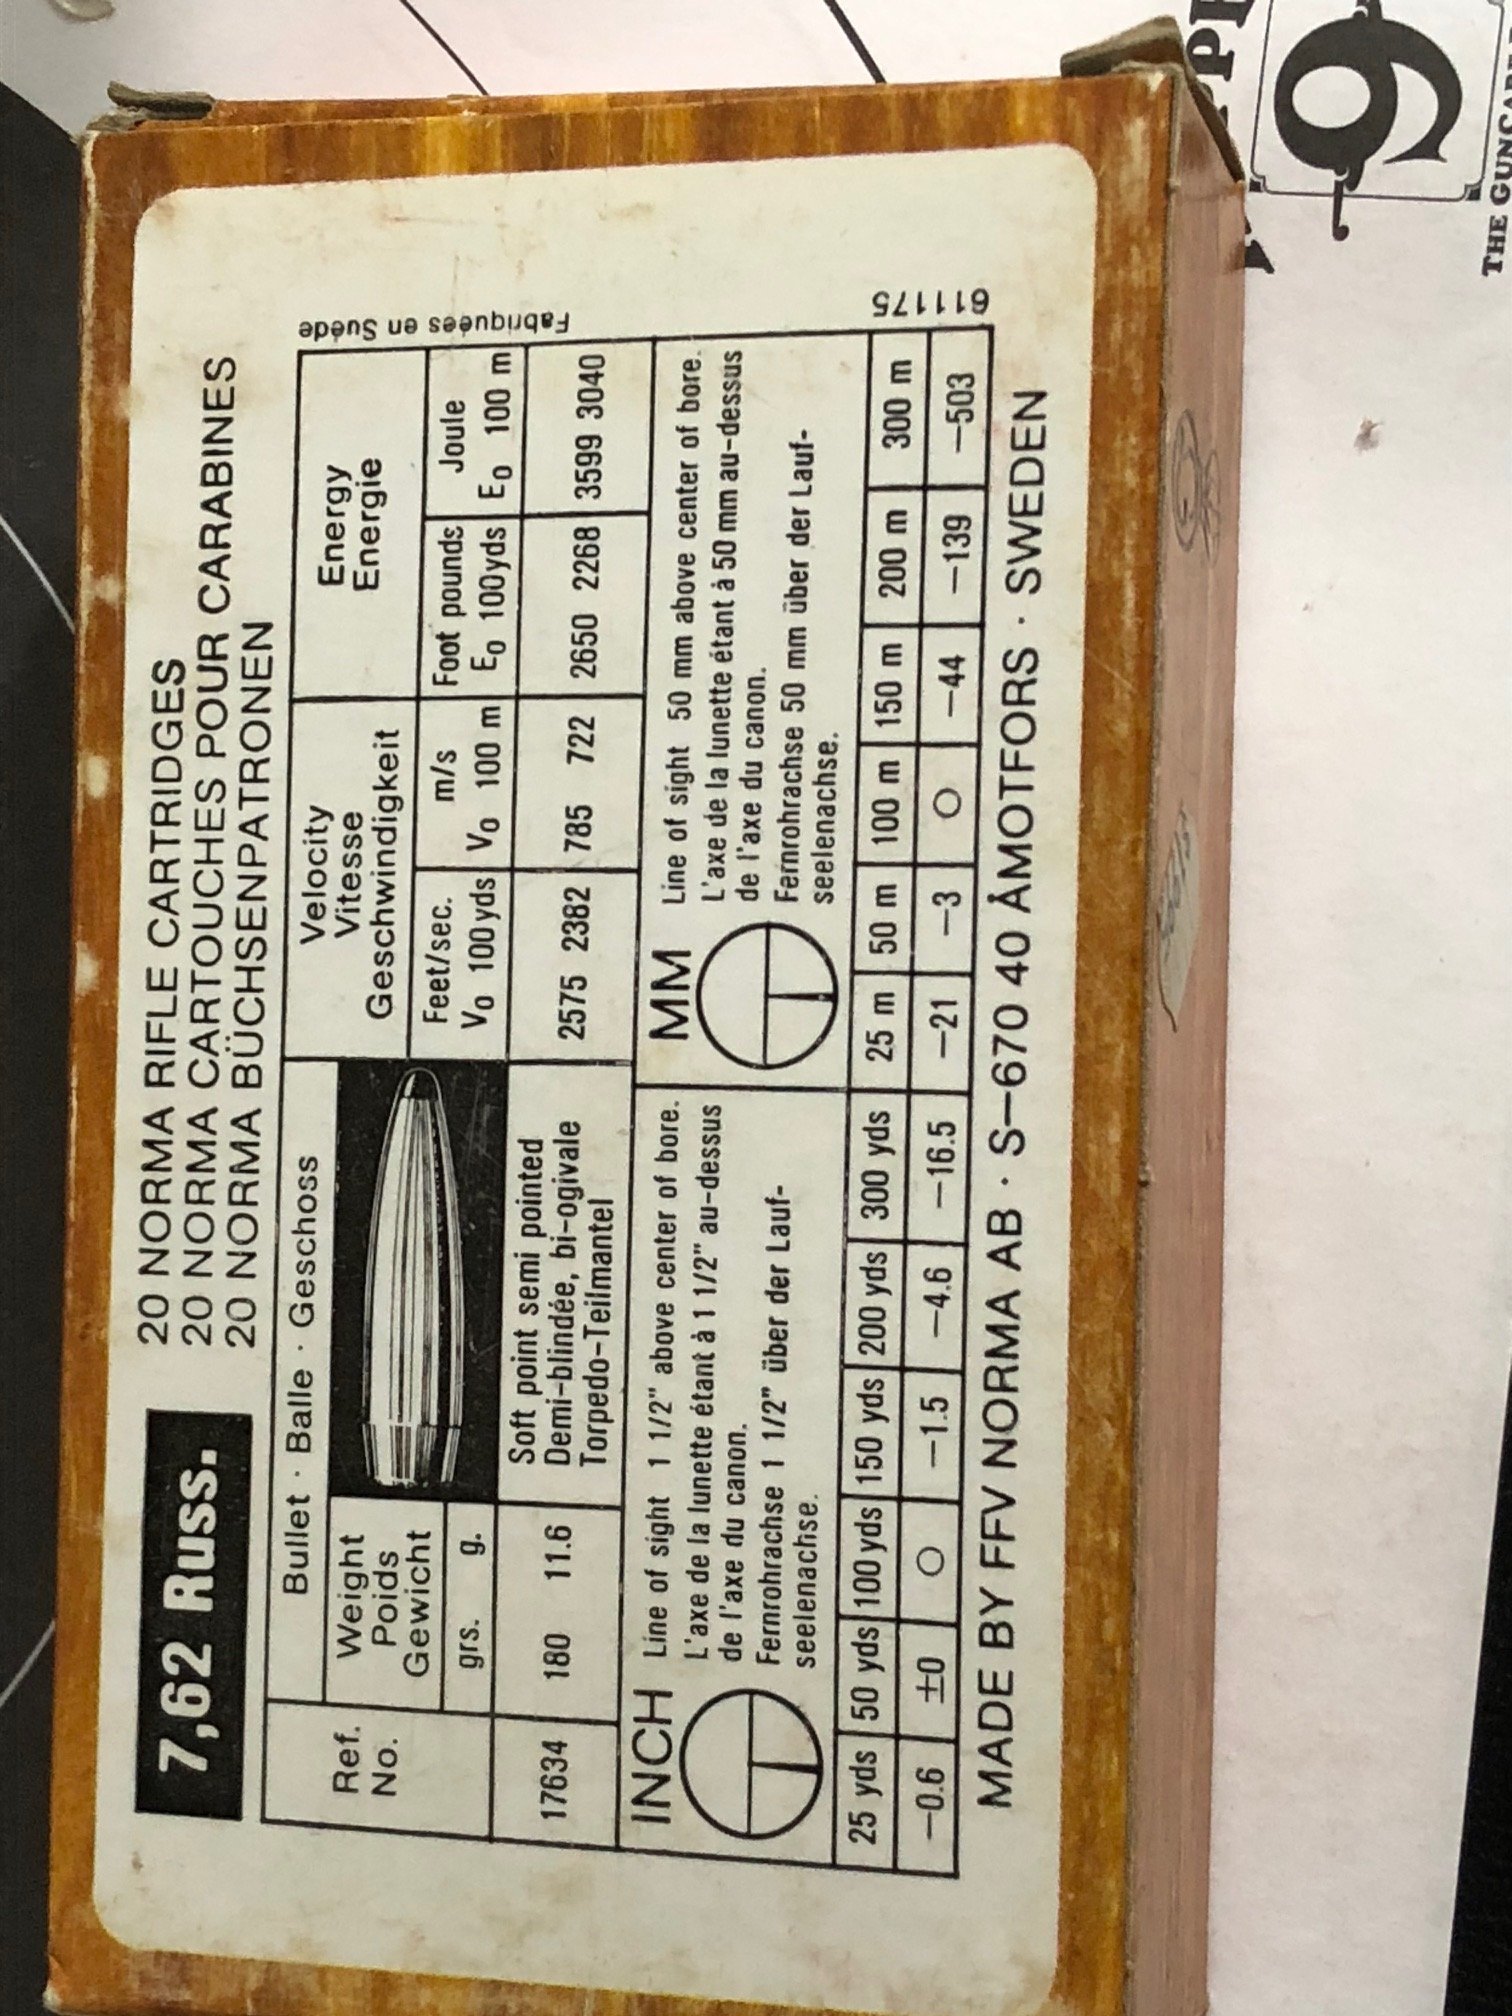 7,62 Russ.
20 NORMA RIFLE CARTRIDGES
20 NORMA CARTOUCHES POUR CARABINES
20 NORMA BÜCHSENPATRONEN
Ref. No.
Bullet · Balle · Geschoss
Weight
Poids
Gewicht
grs. g.
Velocity
Vitesse
Geschwindigkeit
Feet/sec. m/s
V₀ 100 yds V₀ 100 m
Energy
Energie
Foot pounds Joule
E₀ 100 yds E₀ 100 m
17634 180 11.6
Soft point semi pointed
Demi-blindée, bi-ogivale
Torpedo-Teilmantel
2575 2382 785 722 2650 2268 3599 3040
Fabriquées en Suède
INCH
Line of sight 1 1/2" above center of bore.
L'axe de la lunette étant à 1 1/2" au-dessus
de l'axe du canon.
Fernrohrachse 1 1/2" über der Lauf-
seelenachse.
MM
Line of sight 50 mm above center of bore.
L'axe de la lunette étant à 50 mm au-dessus
de l'axe du canon.
Fernrohrachse 50 mm über der Lauf-
seelenachse.
25 yds 50 yds 100 yds 150 yds 200 yds 300 yds 25 m 50 m 100 m 150 m 200 m 300 m
−0.6 ±0 ○ −1.5 −4.6 −16.5 −21 −3 ○ −44 −139 −503
611175
MADE BY FFV NORMA AB · S–670 40 ÅMOTFORS · SWEDEN